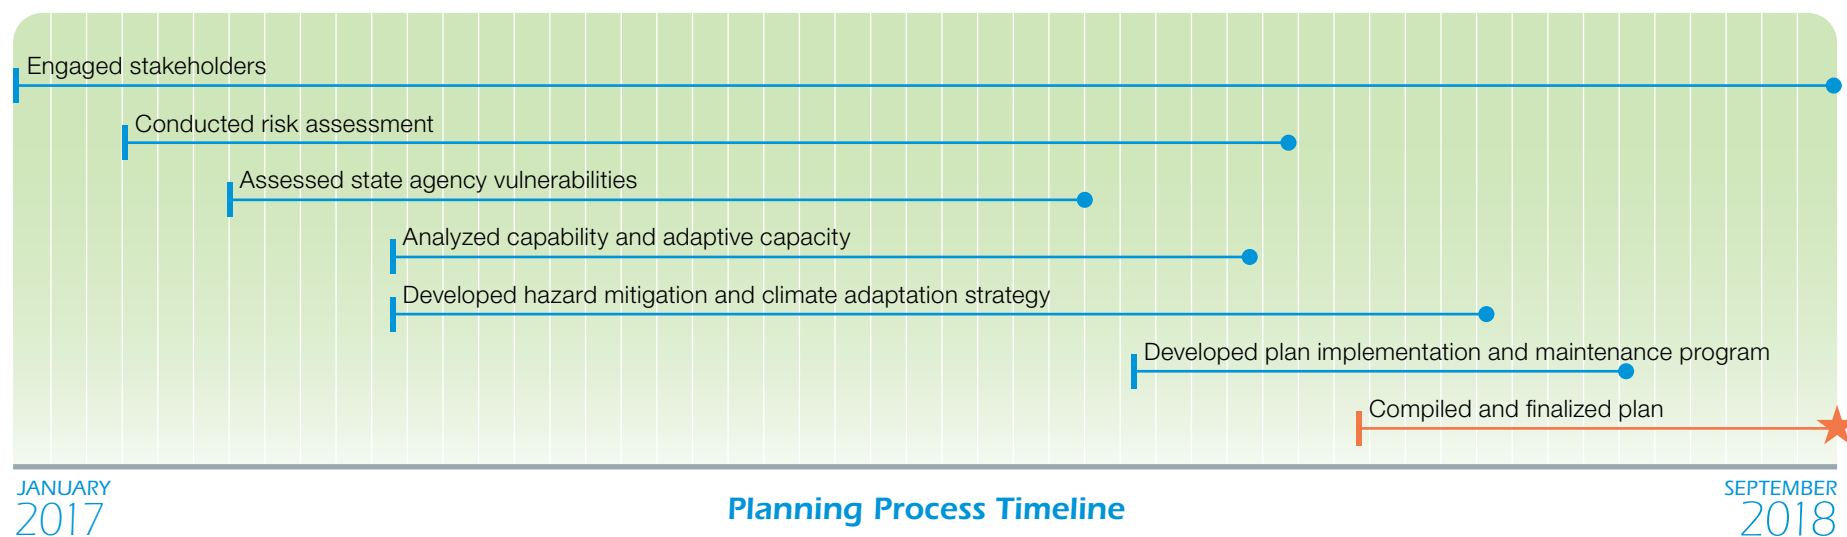 Engaged stakeholders
Conducted risk assessment
Assessed state agency vulnerabilities
Analyzed capability and adaptive capacity
Developed hazard mitigation and climate adaptation strategy
Developed plan implementation and maintenance program
Compiled and finalized plan
JANUARY
2017
Planning Process Timeline
SEPTEMBER
2018